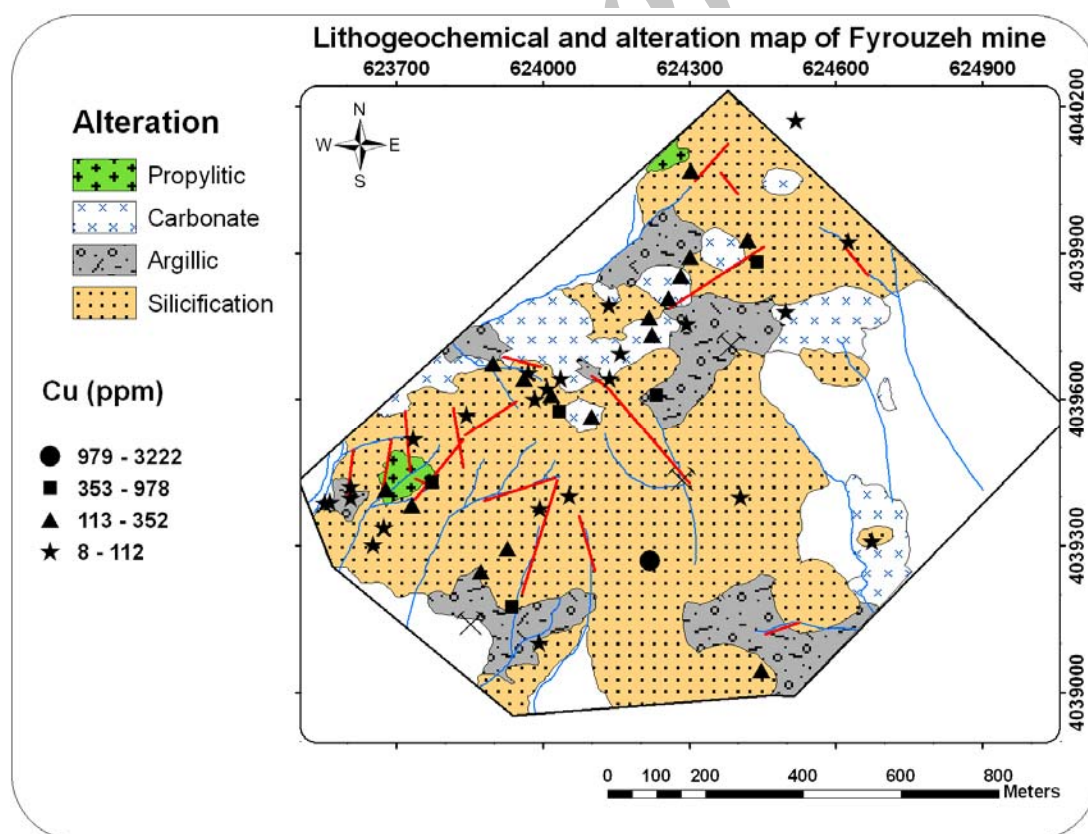 Lithogeochemical and alteration map of Fyrouzeh mine
623700 624000 624300 624600 624900
4040200
4039900
4039600
4039300
4039000
N
W E
S
Alteration
Propylitic
Carbonate
Argillic
Silicification
Cu (ppm)
979 - 3222
353 - 978
113 - 352
8 - 112
0 100 200 400 600 800
Meters